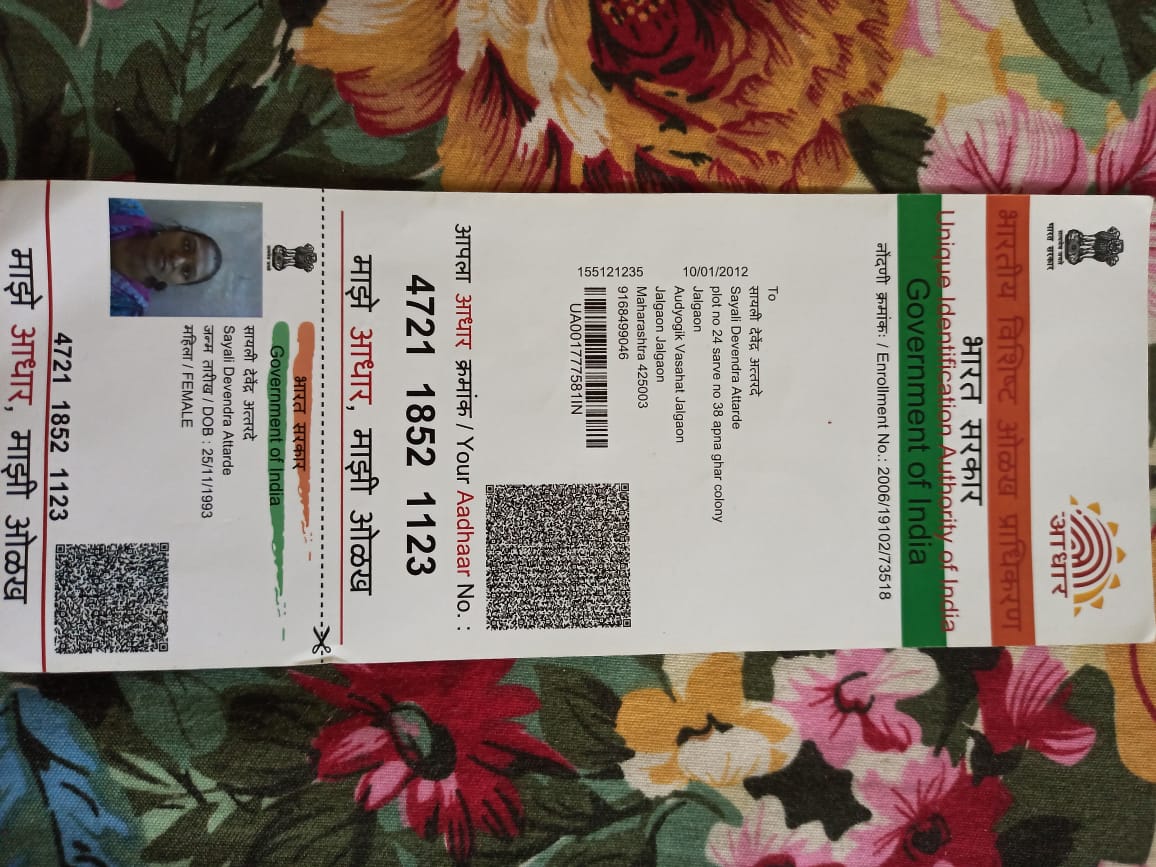 भारत सरकार
आधार
भारतीय विशिष्ट ओळख प्राधिकरण
भारत सरकार
Unique Identification Authority of India
Government of India
नोंदणी क्रमांक: / Enrollment No.: 2006/19102/73518
To
सायली देवेंद्र अत्तरदे
Sayali Devendra Attarde
plot no 24 sarve no 38 apna ghar colony
Jalgaon
Audyogik Vasahat Jalgaon
Jalgaon Jalgaon
Maharashtra 425003
9168499046
10/01/2012
155121235
UA001777581IN
आपला आधार क्रमांक / Your Aadhaar No. :
4721 1852 1123
माझे आधार, माझी ओळख
भारत सरकार
Government of India
सायली देवेंद्र अत्तरदे
Sayali Devendra Attarde
जन्म तारीख / DOB : 25/11/1993
महिला / FEMALE
4721 1852 1123
माझे आधार, माझी ओळख